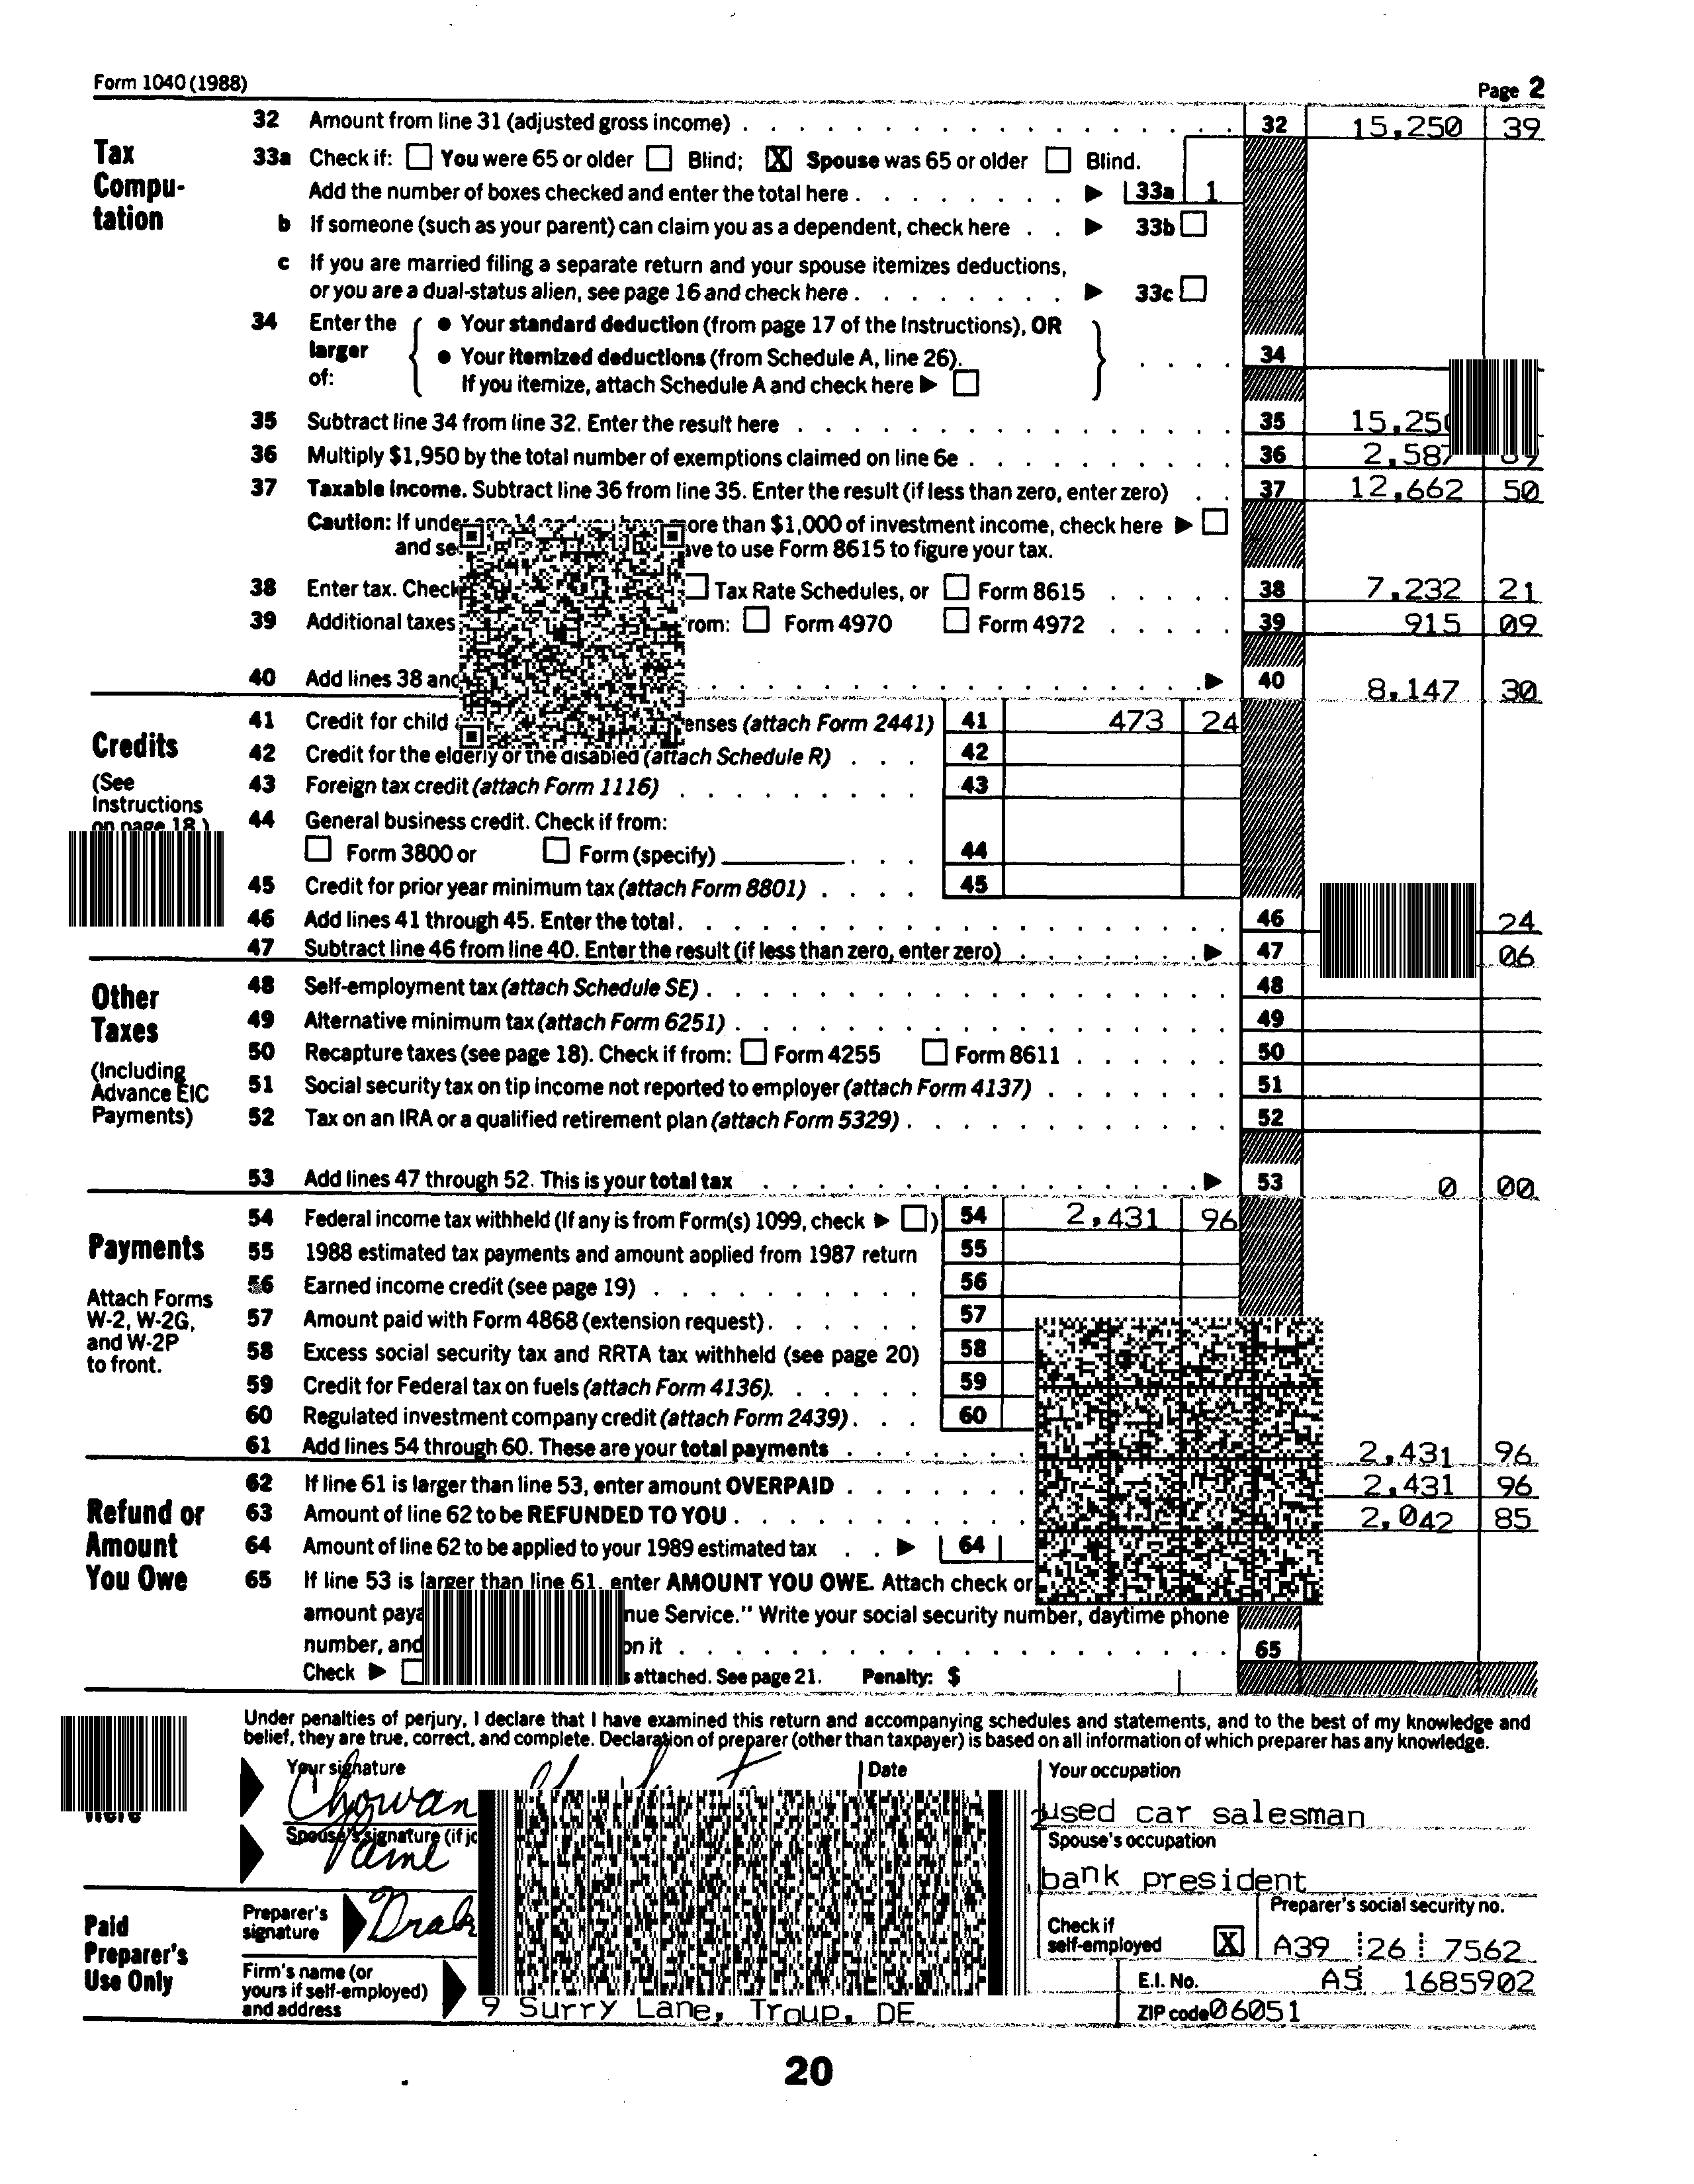 Form 1040 (1988)
Page 2
Tax Compu-tation
32 Amount from line 31 (adjusted gross income) 32 15,250 39
33a Check if: You were 65 or older Blind; X Spouse was 65 or older Blind.
Add the number of boxes checked and enter the total here 33a 1
b If someone (such as your parent) can claim you as a dependent, check here 33b
c If you are married filing a separate return and your spouse itemizes deductions,
or you are a dual-status alien, see page 16 and check here 33c
34 Enter the larger of: { • Your standard deduction (from page 17 of the Instructions), OR
• Your itemized deductions (from Schedule A, line 26). } 34
If you itemize, attach Schedule A and check here
35 Subtract line 34 from line 32. Enter the result here 35
36 Multiply $1,950 by the total number of exemptions claimed on line 6e 36
37 Taxable income. Subtract line 36 from line 35. Enter the result (if less than zero, enter zero) 37 12,662 50
Caution: If more than $1,000 of investment income, check here
and to use Form 8615 to figure your tax.
38 Enter tax. Check Tax Rate Schedules, or Form 8615 38 7,232 21
39 Additional taxes Form 4970 Form 4972 39 915 09
40 Add lines 38 40 8,147 30
Credits
(See
Instructions
on page 18.)
41 Credit for child (attach Form 2441) 41 473 24
42 Credit for the elderly or the disabled (attach Schedule R) 42
43 Foreign tax credit (attach Form 1116) 43
44 General business credit. Check if from:
Form 3800 or Form (specify) 44
45 Credit for prior year minimum tax (attach Form 8801) 45
46 Add lines 41 through 45. Enter the total 46 24
47 Subtract line 46 from line 40. Enter the result (if less than zero, enter zero) 47 06
Other
Taxes
(Including
Advance EIC
Payments)
48 Self-employment tax (attach Schedule SE) 48
49 Alternative minimum tax (attach Form 6251) 49
50 Recapture taxes (see page 18). Check if from: Form 4255 Form 8611 50
51 Social security tax on tip income not reported to employer (attach Form 4137) 51
52 Tax on an IRA or a qualified retirement plan (attach Form 5329) 52
53 Add lines 47 through 52. This is your total tax 53 0 00
Payments
Attach Forms
W-2, W-2G,
and W-2P
to front.
54 Federal income tax withheld (If any is from Form(s) 1099, check ) 54 2,431 96
55 1988 estimated tax payments and amount applied from 1987 return 55
56 Earned income credit (see page 19) 56
57 Amount paid with Form 4868 (extension request) 57
58 Excess social security tax and RRTA tax withheld (see page 20) 58
59 Credit for Federal tax on fuels (attach Form 4136) 59
60 Regulated investment company credit (attach Form 2439) 60
61 Add lines 54 through 60. These are your total payments 2,431 96
Refund or
Amount
You Owe
62 If line 61 is larger than line 53, enter amount OVERPAID 2,431 96
63 Amount of line 62 to be REFUNDED TO YOU 2,042 85
64 Amount of line 62 to be applied to your 1989 estimated tax 64
65 If line 53 is larger than line 61, enter AMOUNT YOU OWE. Attach check or
amount Service." Write your social security number, daytime phone
number, and on it 65
Check attached. See page 21. Penalty: $
Under penalties of perjury, I declare that I have examined this return and accompanying schedules and statements, and to the best of my knowledge and
belief, they are true, correct, and complete. Declaration of preparer (other than taxpayer) is based on all information of which preparer has any knowledge.
Your signature Date Your occupation
Chowan used car salesman
Spouse's signature (if Spouse's occupation
bank president
Paid
Preparer's
Use Only
Preparer's
signature
Check if
self-employed X
Preparer's social security no.
A39 26 7562
Firm's name (or
yours if self-employed)
and address
9 Surry Lane, Troup, DE
E.I. No. A5 1685902
ZIP code 06051
20